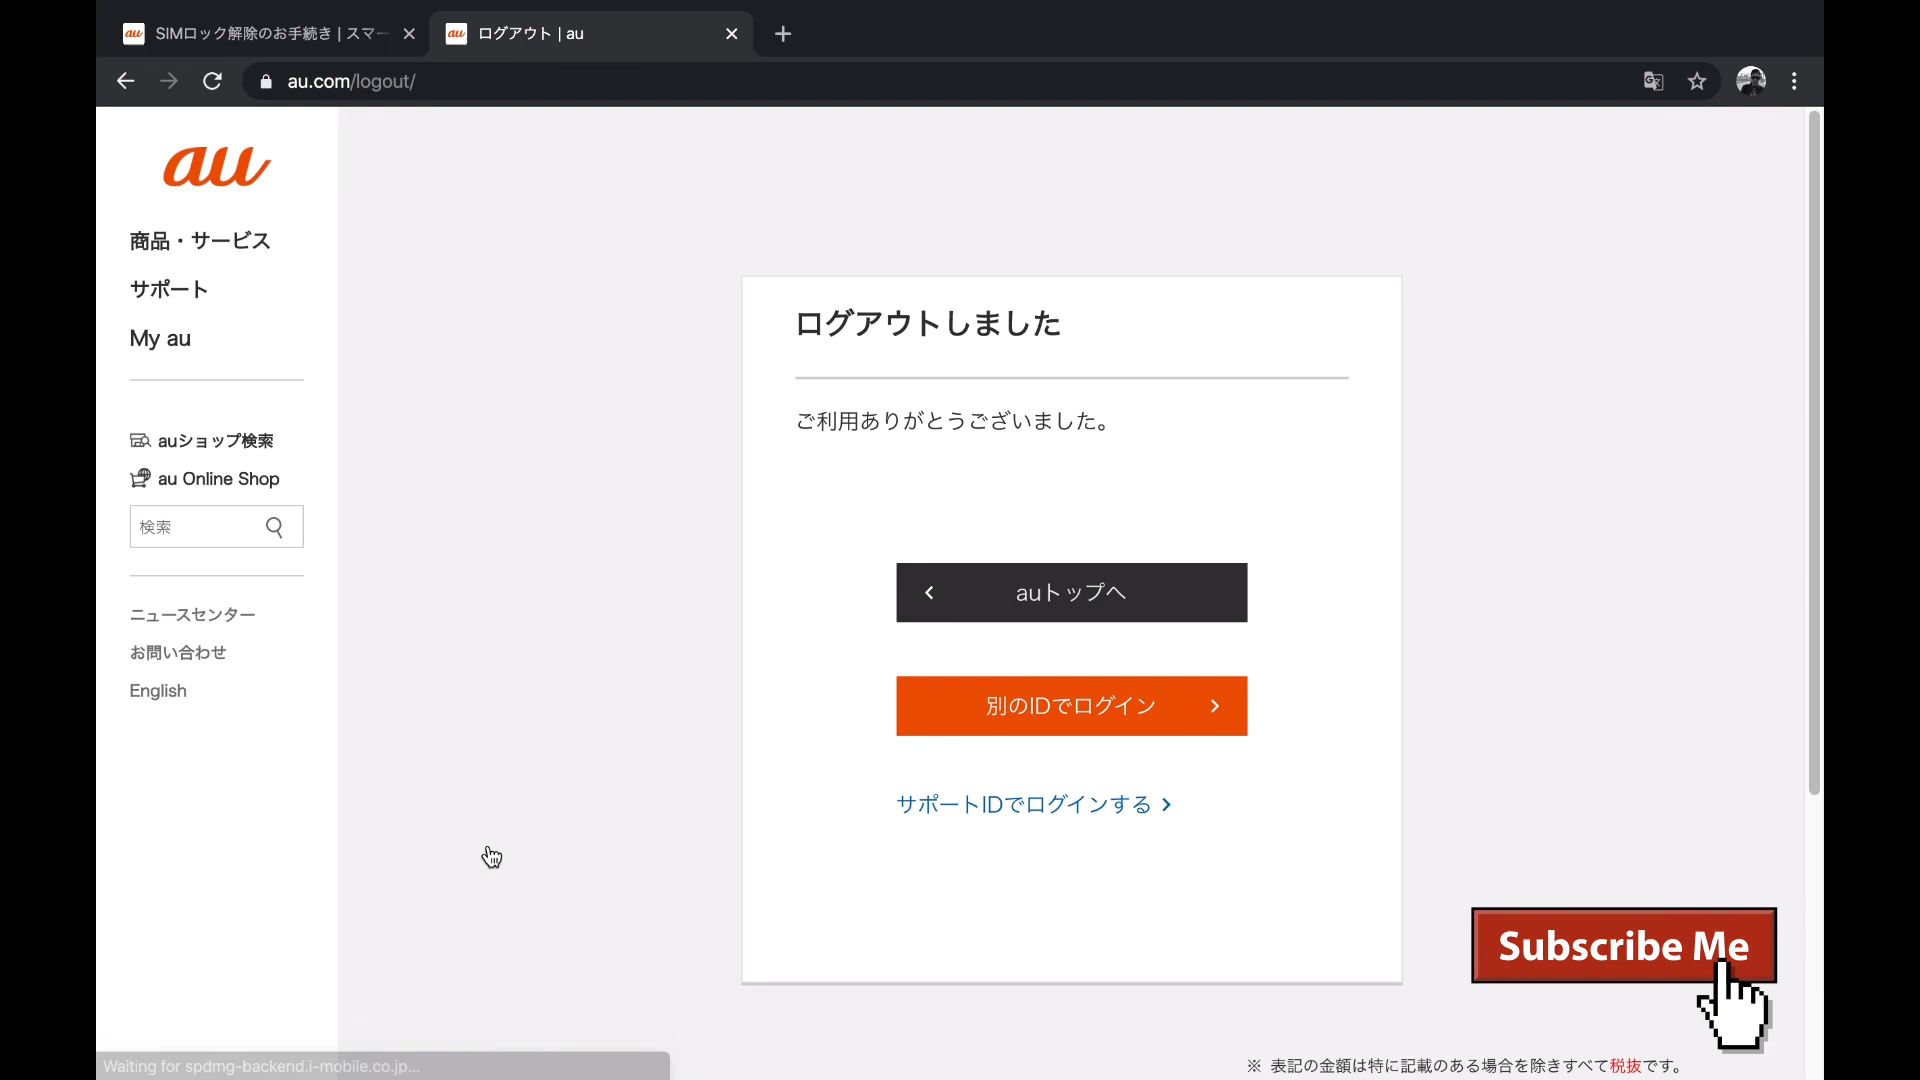 au SIMロック解除のお手続き | スマー
au ログアウト | au
au.com/logout/
au
商品・サービス
サポート
My au
auショップ検索
au Online Shop
検索
ニュースセンター
お問い合わせ
English
ログアウトしました
ご利用ありがとうございました。
auトップへ
別のIDでログイン
サポートIDでログインする
Subscribe Me
Waiting for spdmg-backend.i-mobile.co.jp...
※ 表記の金額は特に記載のある場合を除きすべて税抜です。